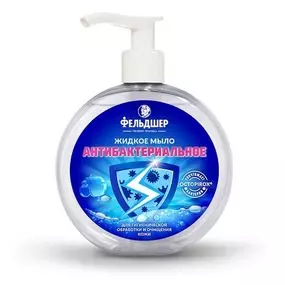 ФЕЛЬДШЕР
ЖИДКОЕ МЫЛО
АНТИБАКТЕРИАЛЬНОЕ
OCTOPIROX®
ДЛЯ ГИГИЕНИЧЕСКОЙ
ОБРАБОТКИ И ОЧИЩЕНИЯ
КОЖИ